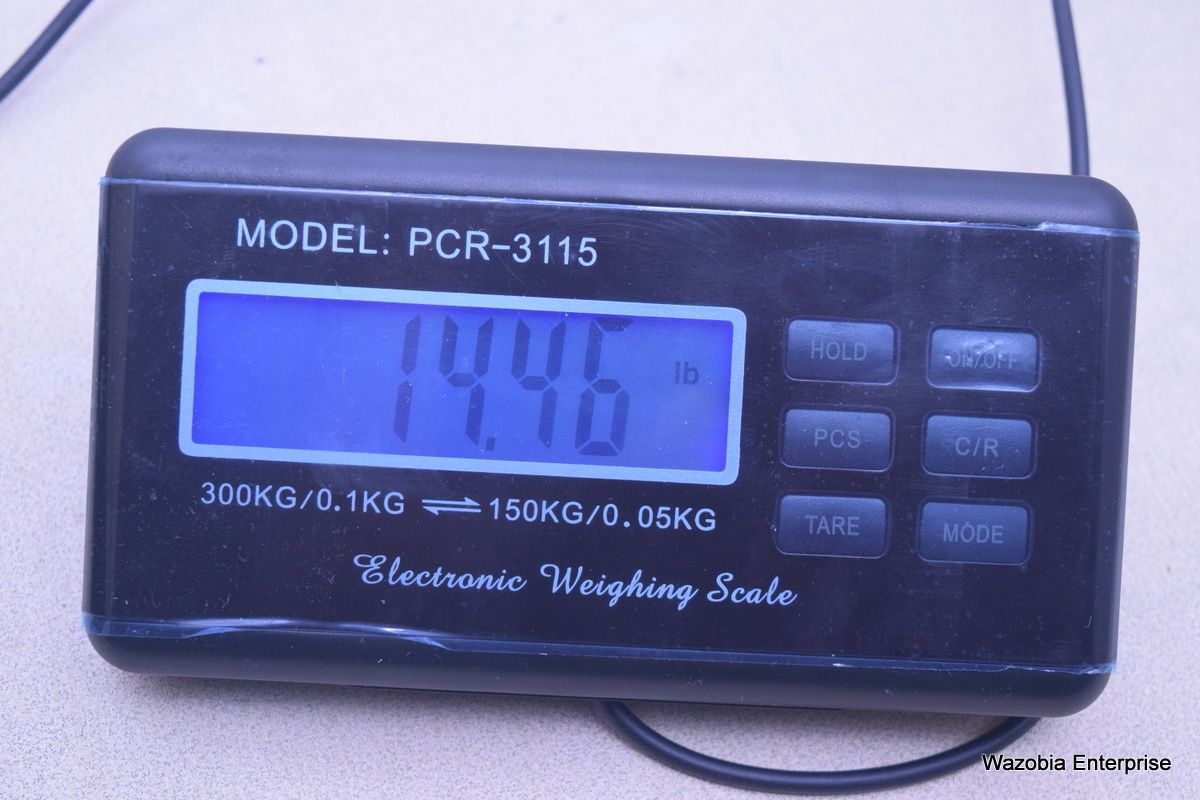 MODEL: PCR-3115
14.46 lb
HOLD ON/OFF
PCS C/R
TARE MODE
300KG/0.1KG ⇌ 150KG/0.05KG
Electronic Weighing Scale
Wazobia Enterprise